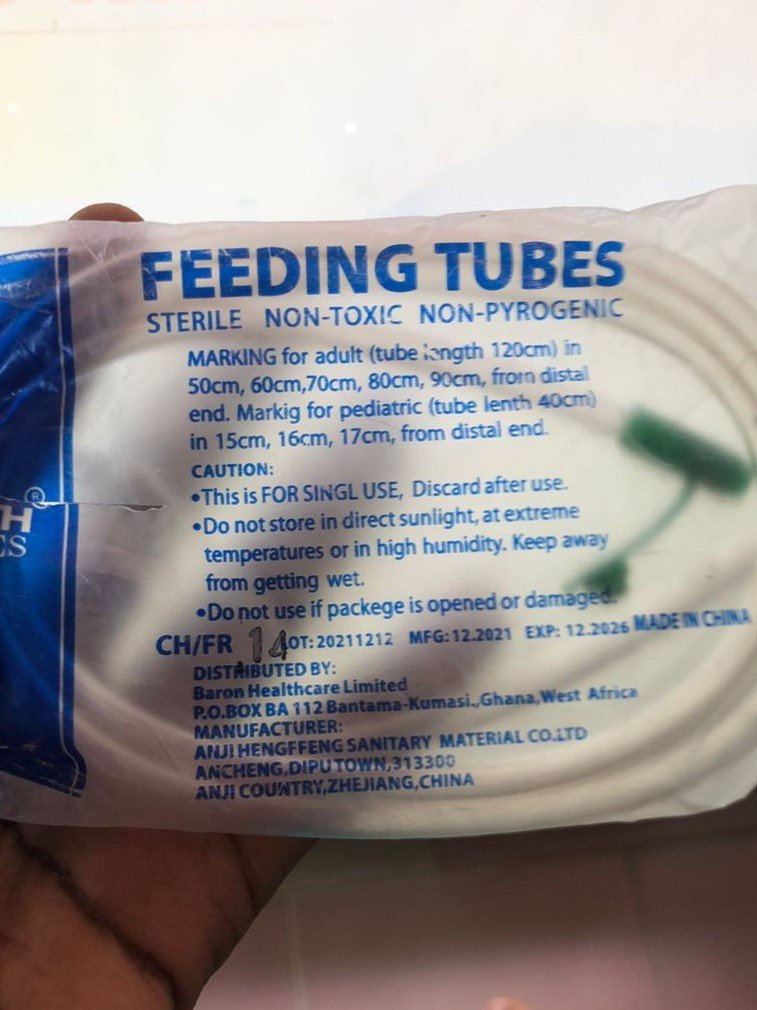 FEEDING TUBES
STERILE NON-TOXIC NON-PYROGENIC
MARKING for adult (tube length 120cm) in
50cm, 60cm,70cm, 80cm, 90cm, from distal
end. Markig for pediatric (tube lenth 40cm)
in 15cm, 16cm, 17cm, from distal end.
CAUTION:
•This is FOR SINGL USE, Discard after use.
•Do not store in direct sunlight, at extreme
temperatures or in high humidity. Keep away
from getting wet.
•Do not use if packege is opened or damaged.
CH/FR 14 LOT: 20211212 MFG: 12.2021 EXP: 12.2026 MADE IN CHINA
DISTRIBUTED BY:
Baron Healthcare Limited
P.O.BOX BA 112 Bantama-Kumasi.,Ghana,West Africa
MANUFACTURER:
ANJI HENGFFENG SANITARY MATERIAL CO.LTD
ANCHENG,DIPU TOWN,313300
ANJI COUNTRY,ZHEJIANG,CHINA
H®
ES